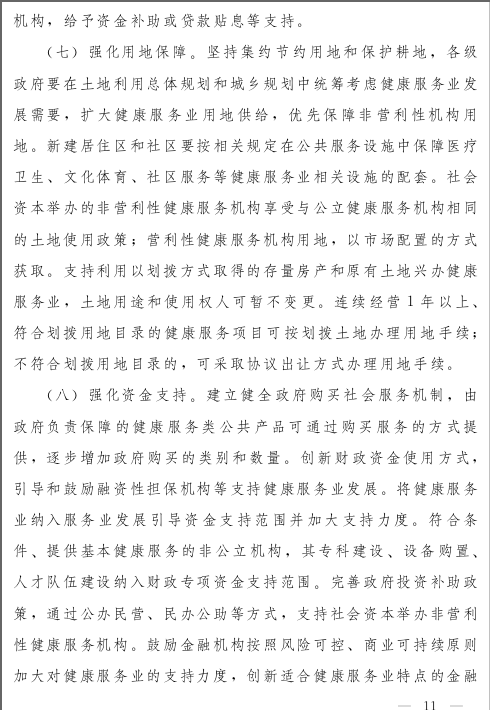 机构，给予资金补助或贷款贴息等支持。
（七）强化用地保障。坚持集约节约用地和保护耕地，各级
政府要在土地利用总体规划和城乡规划中统筹考虑健康服务业发
展需要，扩大健康服务业用地供给，优先保障非营利性机构用
地。新建居住区和社区要按相关规定在公共服务设施中保障医疗
卫生、文化体育、社区服务等健康服务业相关设施的配套。社会
资本举办的非营利性健康服务机构享受与公立健康服务机构相同
的土地使用政策；营利性健康服务机构用地，以市场配置的方式
获取。支持利用以划拨方式取得的存量房产和原有土地兴办健康
服务业，土地用途和使用权人可暂不变更。连续经营1年以上、
符合划拨用地目录的健康服务项目可按划拨土地办理用地手续；
不符合划拨用地目录的，可采取协议出让方式办理用地手续。
（八）强化资金支持。建立健全政府购买社会服务机制，由
政府负责保障的健康服务类公共产品可通过购买服务的方式提
供，逐步增加政府购买的类别和数量。创新财政资金使用方式，
引导和鼓励融资性担保机构等支持健康服务业发展。将健康服务
业纳入服务业发展引导资金支持范围并加大支持力度。符合条
件、提供基本健康服务的非公立机构，其专科建设、设备购置、
人才队伍建设纳入财政专项资金支持范围。完善政府投资补助政
策，通过公办民营、民办公助等方式，支持社会资本举办非营利
性健康服务机构。鼓励金融机构按照风险可控、商业可持续原则
加大对健康服务业的支持力度，创新适合健康服务业特点的金融
— 11 —